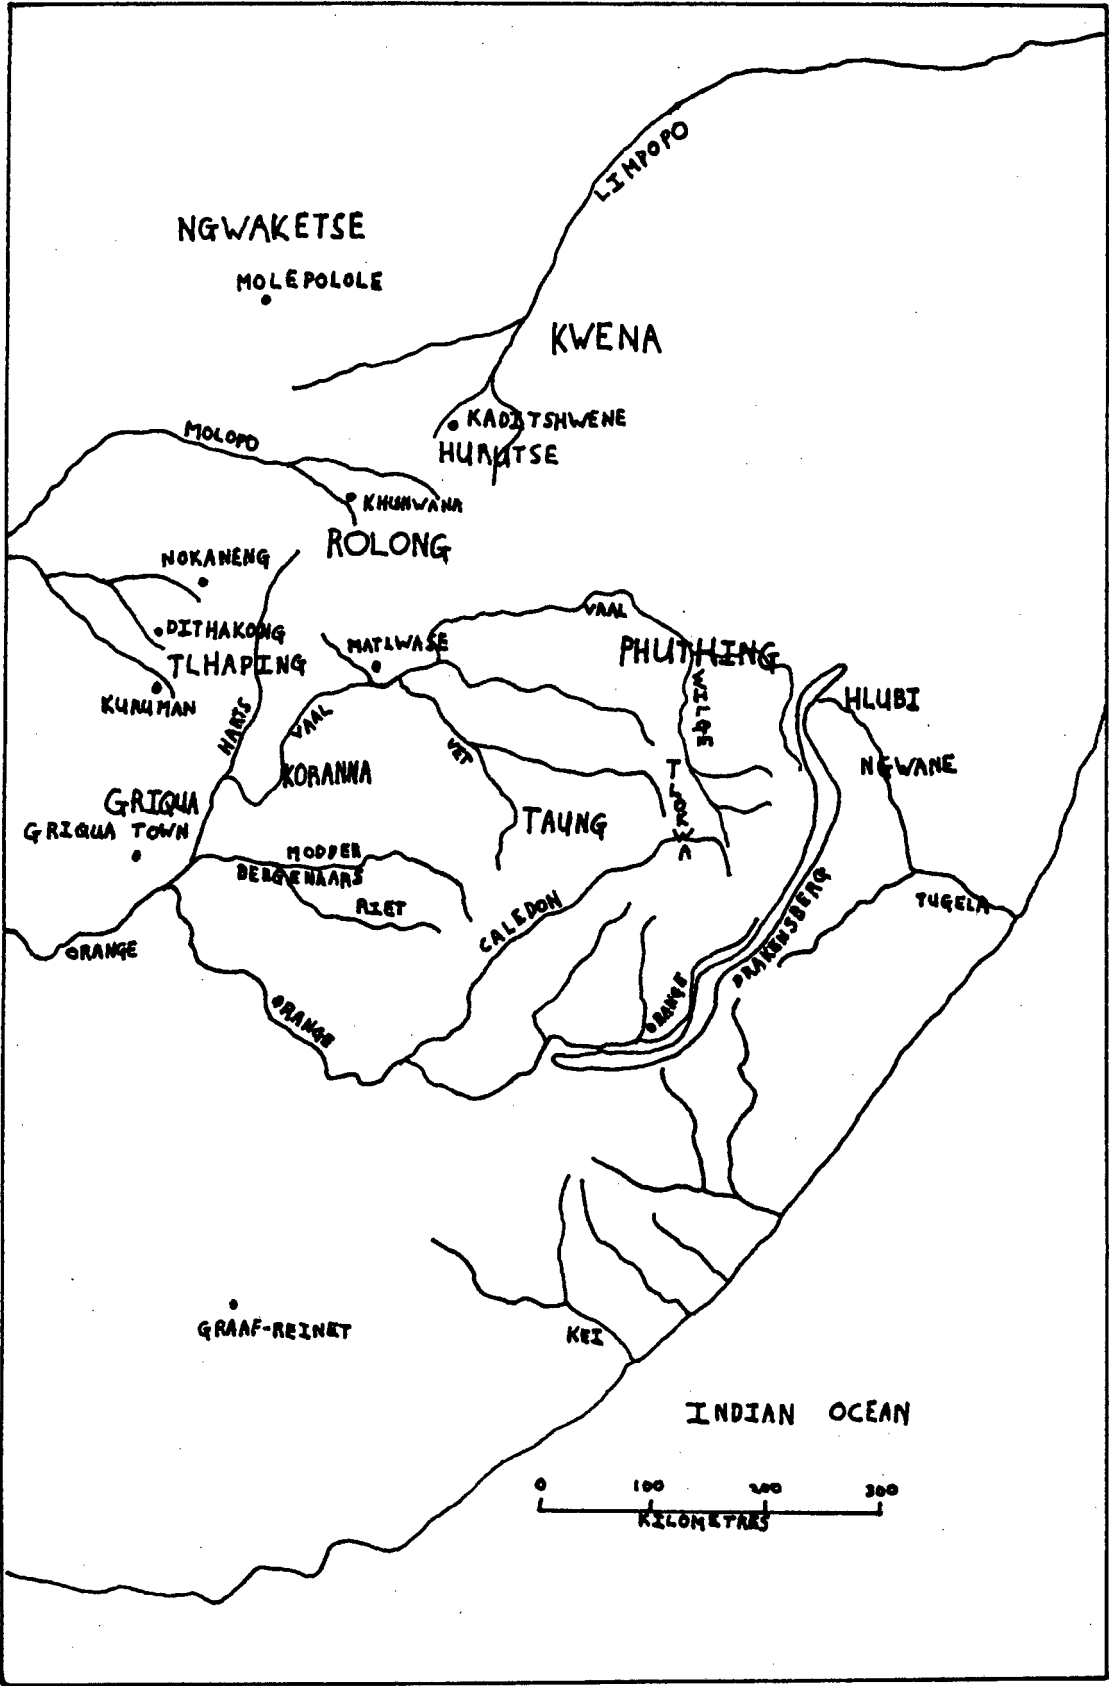 LIMPOPO
NGWAKETSE
MOLEPOLOLE
KWENA
KADITSHWENE
HURUTSE
MOLOPO
KHUNWANA
ROLONG
NOKANENG
VAAL
DITHAKONG
MATLWASE
PHUTHING
TLHAPING
WILGE
HLUBI
KURUMAN
HARTS
VAAL
VET
NGWANE
KORANNA
TLOKWA
GRIQUA
GRIQUA TOWN
TAUNG
MODDER
BERGENAARS
RIET
CALEDON
DRAKENSBERG
TUGELA
ORANGE
ORANGE
ORANGE
GRAAF-REINET
KEI
INDIAN OCEAN
0 100 200 300
KILOMETRES